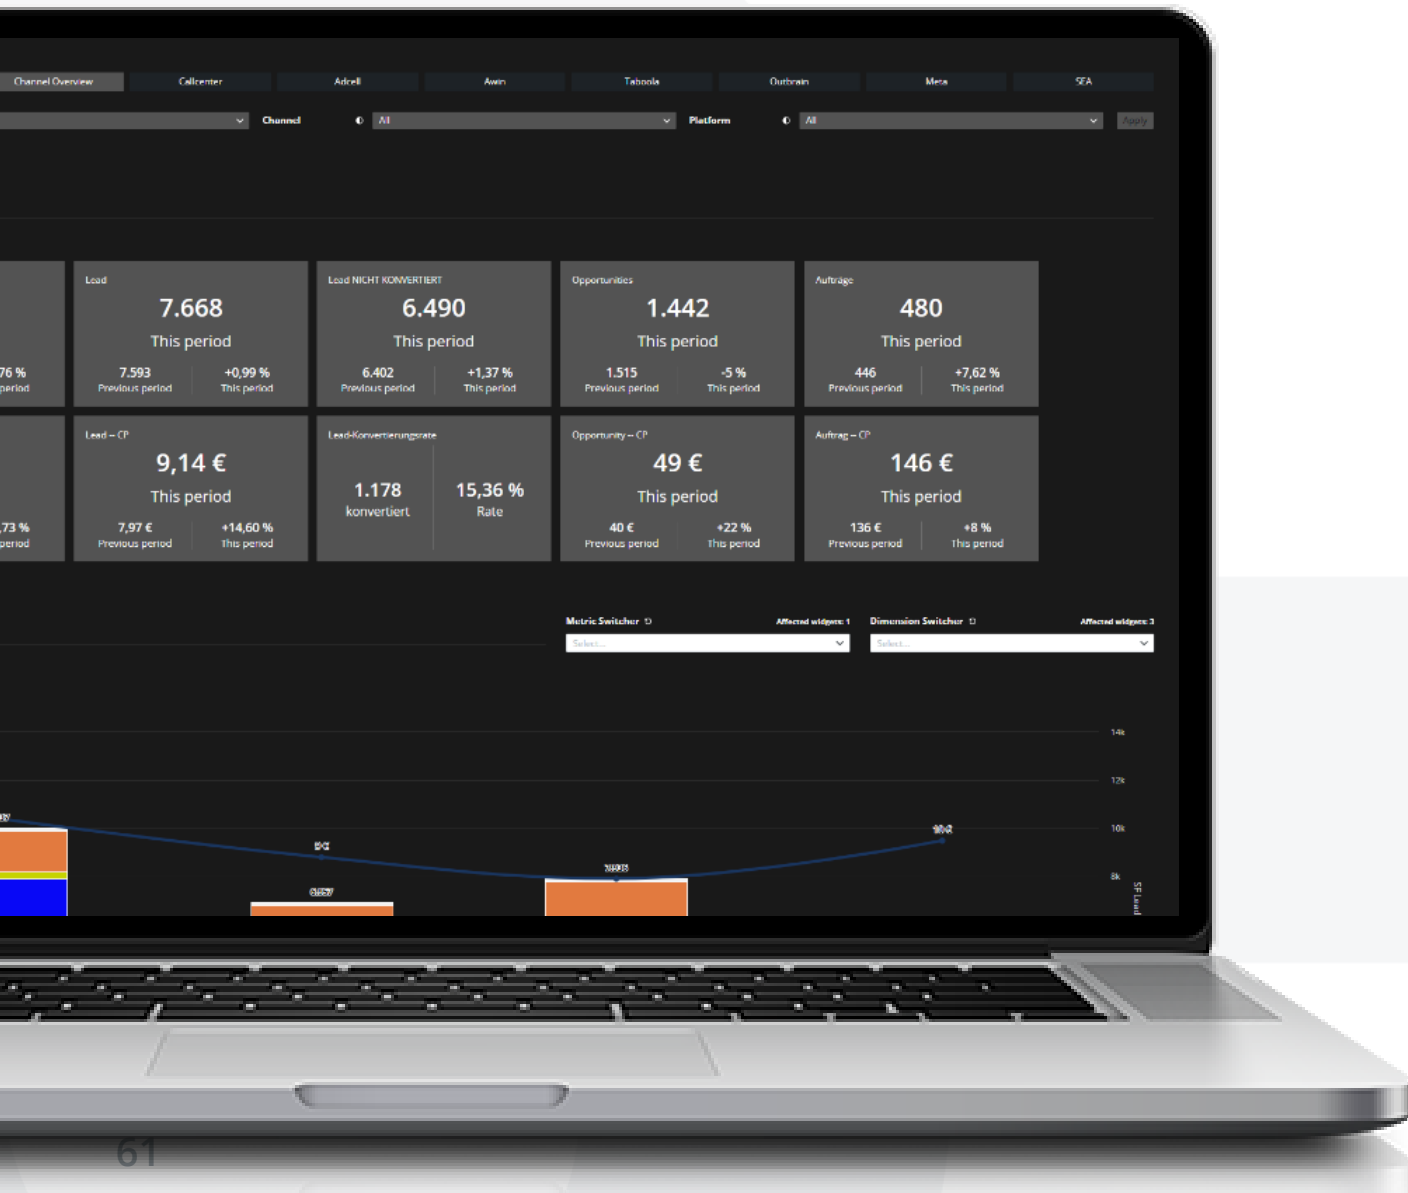 Channel Overview Callcenter Adcell Awin Taboola Outbrain Meta SEA
Channel All Platform All Apply
Lead Lead NICHT KONVERTIERT Opportunities Aufträge
7.668 6.490 1.442 480
This period This period This period This period
76 % 7.593 +0,99 % 6.402 +1,37 % 1.515 -5 % 446 +7,62 %
period Previous period This period Previous period This period Previous period This period Previous period This period
Lead – CP Lead-Konvertierungsrate Opportunity – CP Auftrag – CP
9,14 € 49 € 146 €
This period 1.178 15,36 % This period This period
konvertiert Rate
,73 % 7,97 € +14,60 % 40 € +22 % 136 € +8 %
period Previous period This period Previous period This period Previous period This period
Metric Switcher Affected widgets: 1 Dimension Switcher Affected widgets: 3
Select... Select...
14k
12k
10k
8k
SF Lead
61